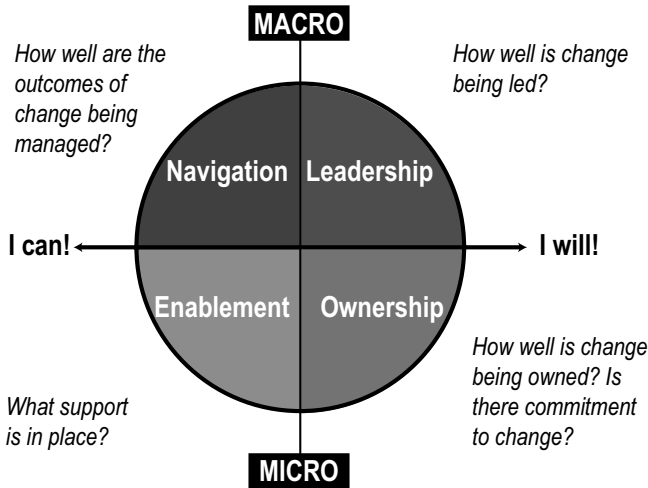 MACRO
How well are the
outcomes of
change being
managed?
How well is change
being led?
Navigation
Leadership
I can!
I will!
Enablement
Ownership
How well is change
being owned? Is
there commitment
to change?
What support
is in place?
MICRO